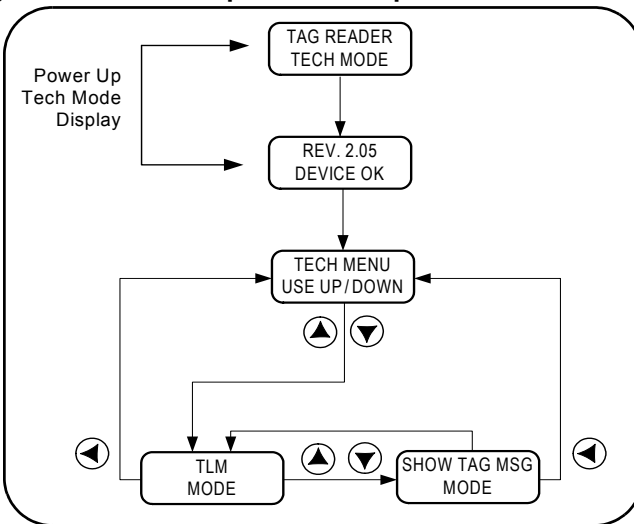 TAG READER
TECH MODE
Power Up
Tech Mode
Display
REV. 2.05
DEVICE OK
TECH MENU
USE UP/DOWN
TLM
MODE
SHOW TAG MSG
MODE